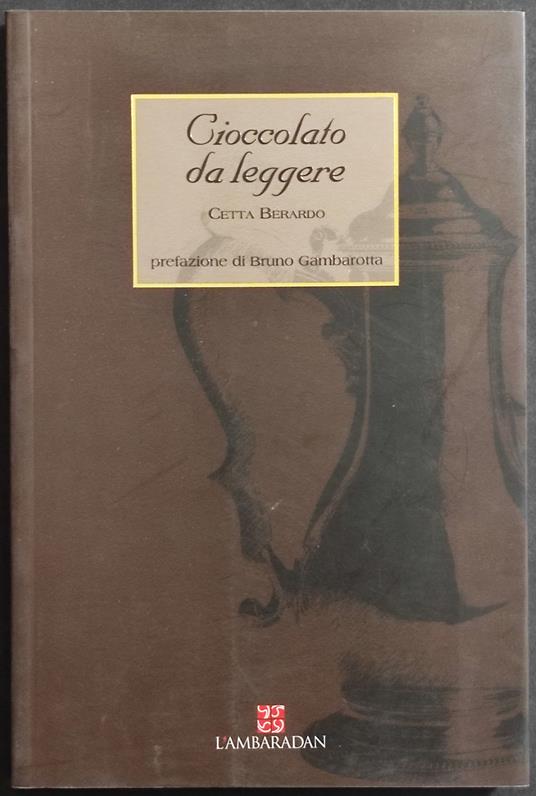 Cioccolato
da leggere
Cetta Berardo
prefazione di Bruno Gambarotta
L'AMBARADAN